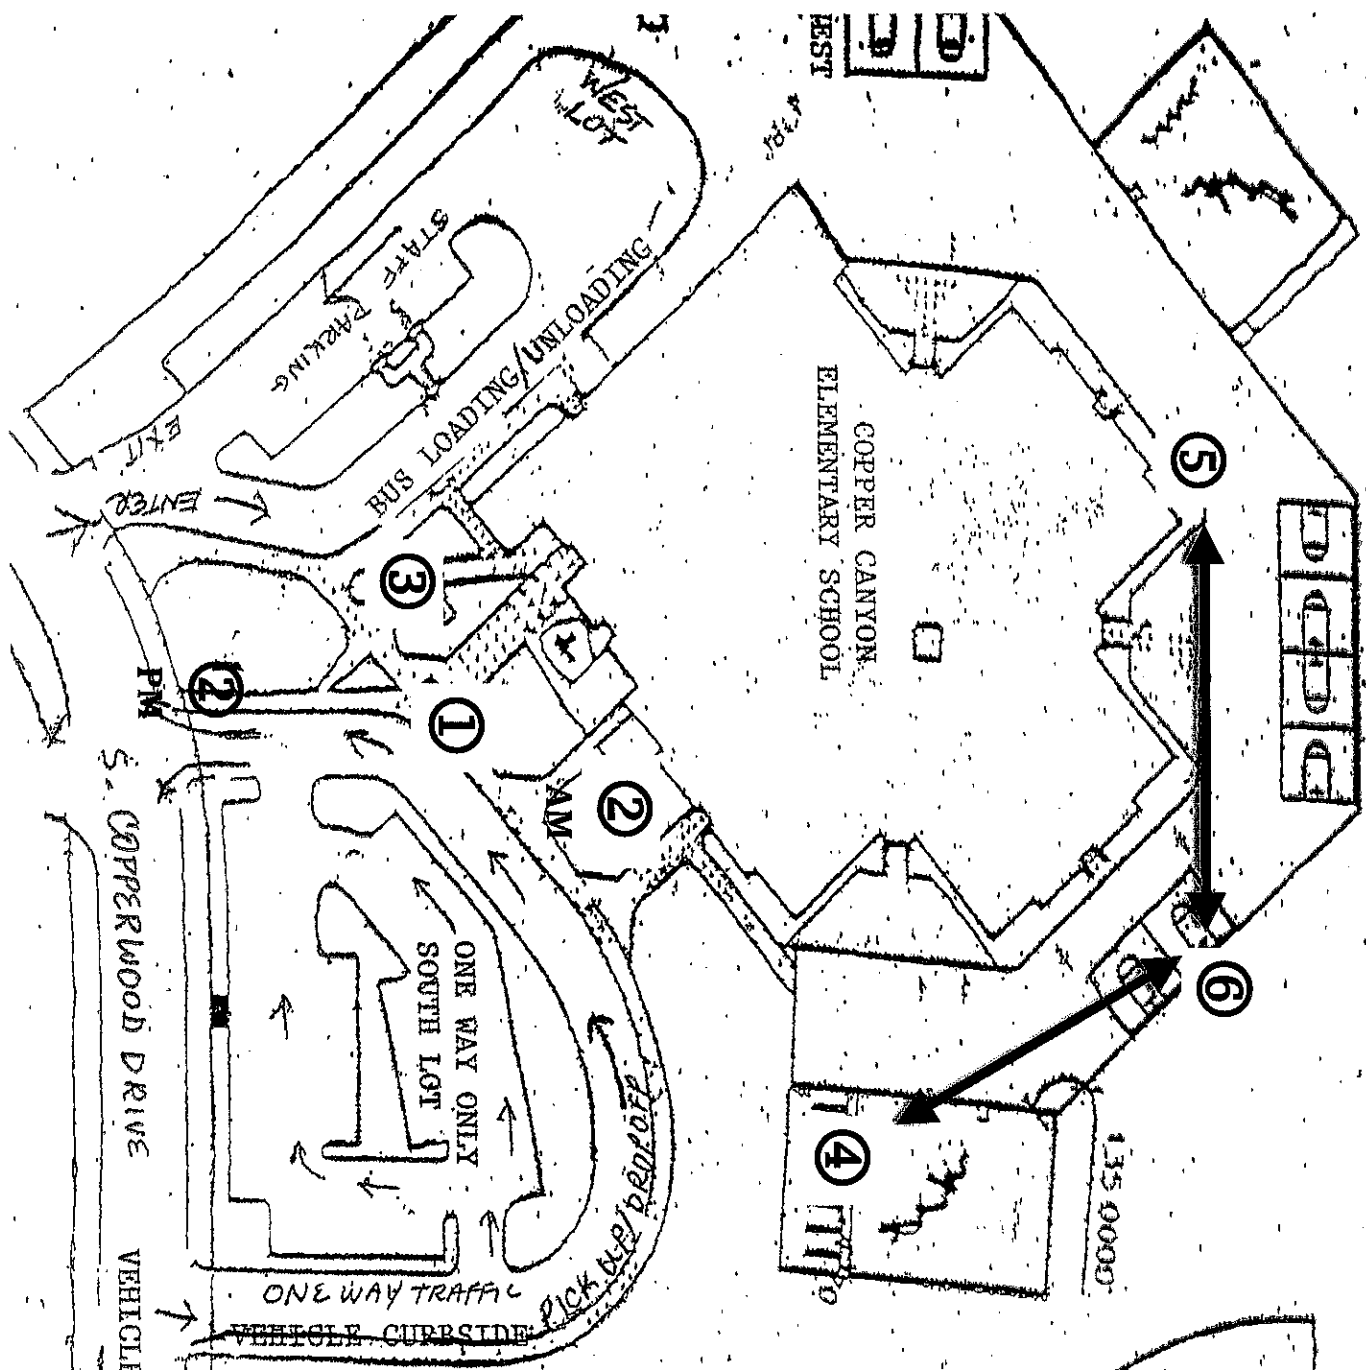 WEST
LOT
EST
STAFF
PARKING
BUS LOADING/UNLOADING
EXIT
ENTER
COPPER CANYON
ELEMENTARY SCHOOL
5
3
2
PM
1
2
AM
6
4
S. COPPERWOOD DRIVE
ONE WAY ONLY
SOUTH LOT
PICK UP/DROP OFF
ONE WAY TRAFFIC
VEHICLE CURBSIDE
VEHICLE
135 0000